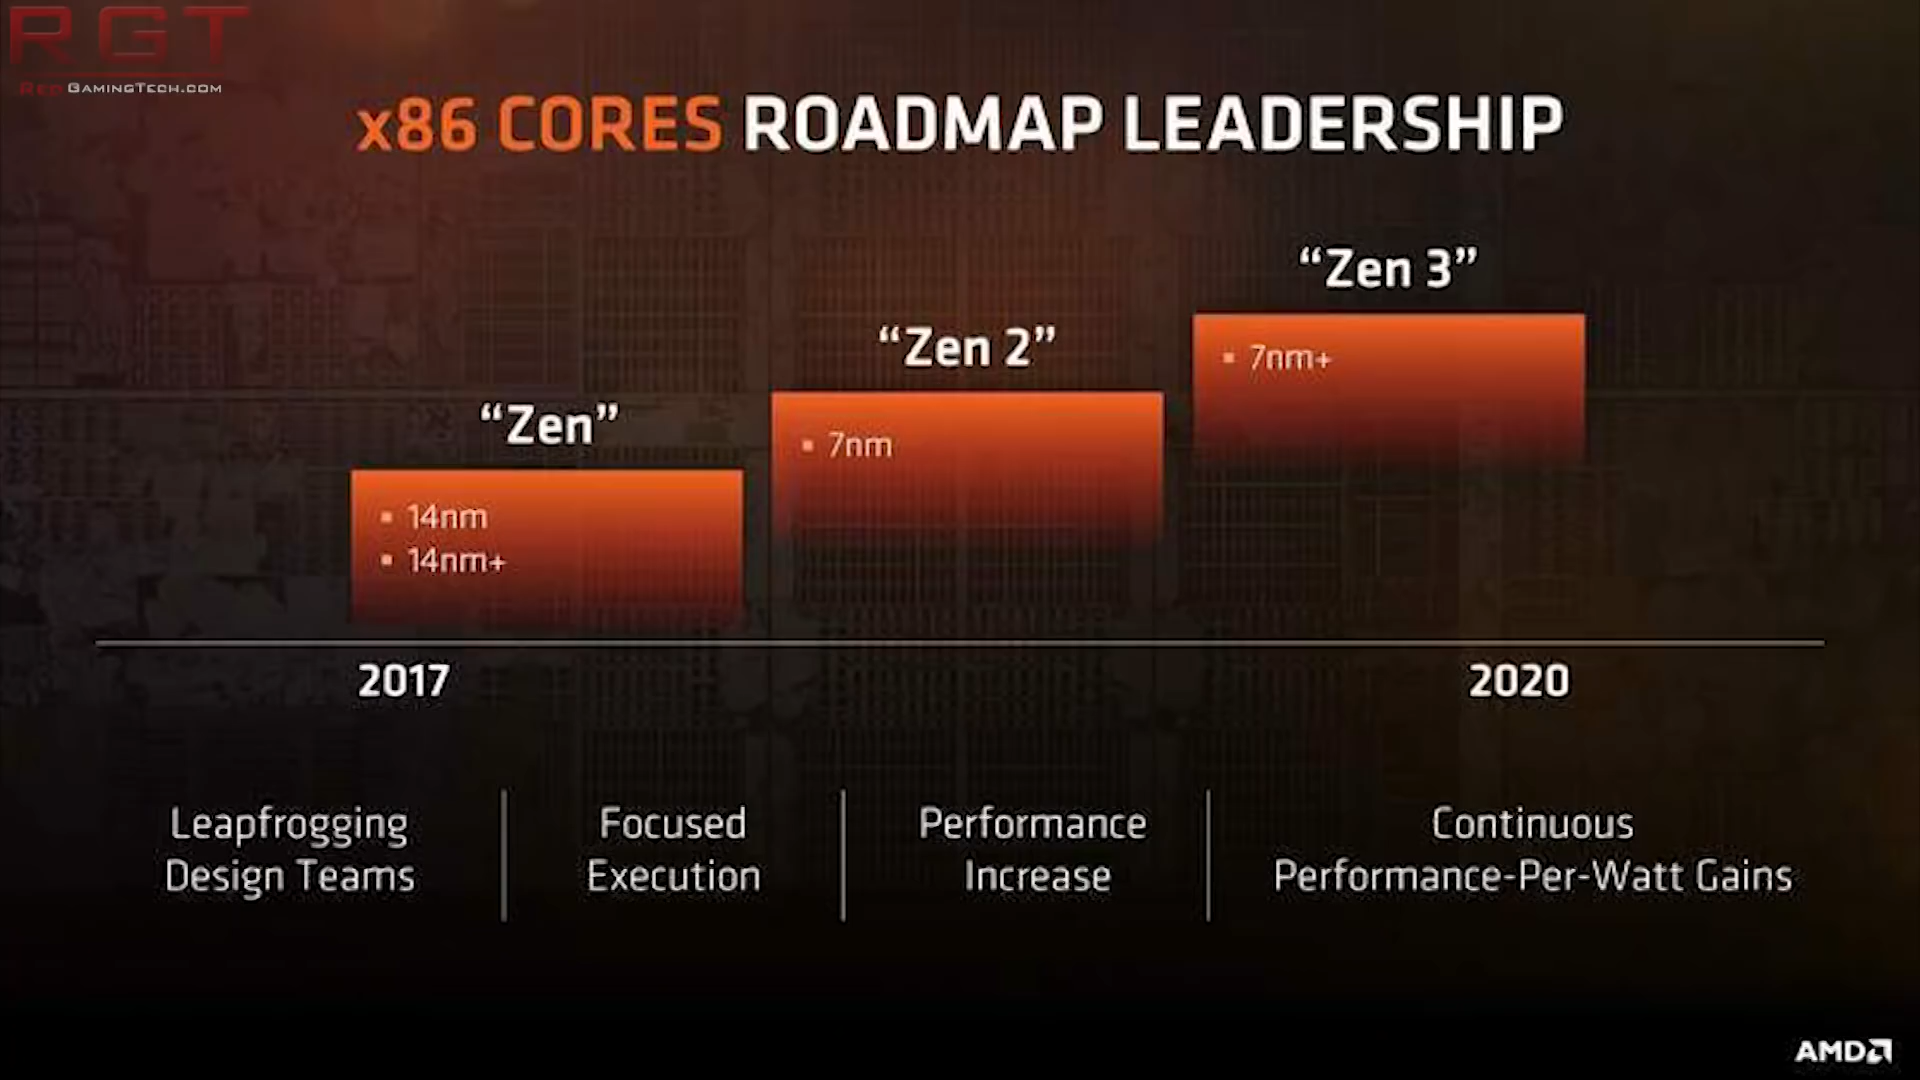 RGT
REDGAMINGTECH.COM
x86 CORES ROADMAP LEADERSHIP
“Zen 3”
▪ 7nm+
“Zen 2”
▪ 7nm
“Zen”
▪ 14nm
▪ 14nm+
2017
2020
Leapfrogging
Design Teams
Focused
Execution
Performance
Increase
Continuous
Performance-Per-Watt Gains
AMD